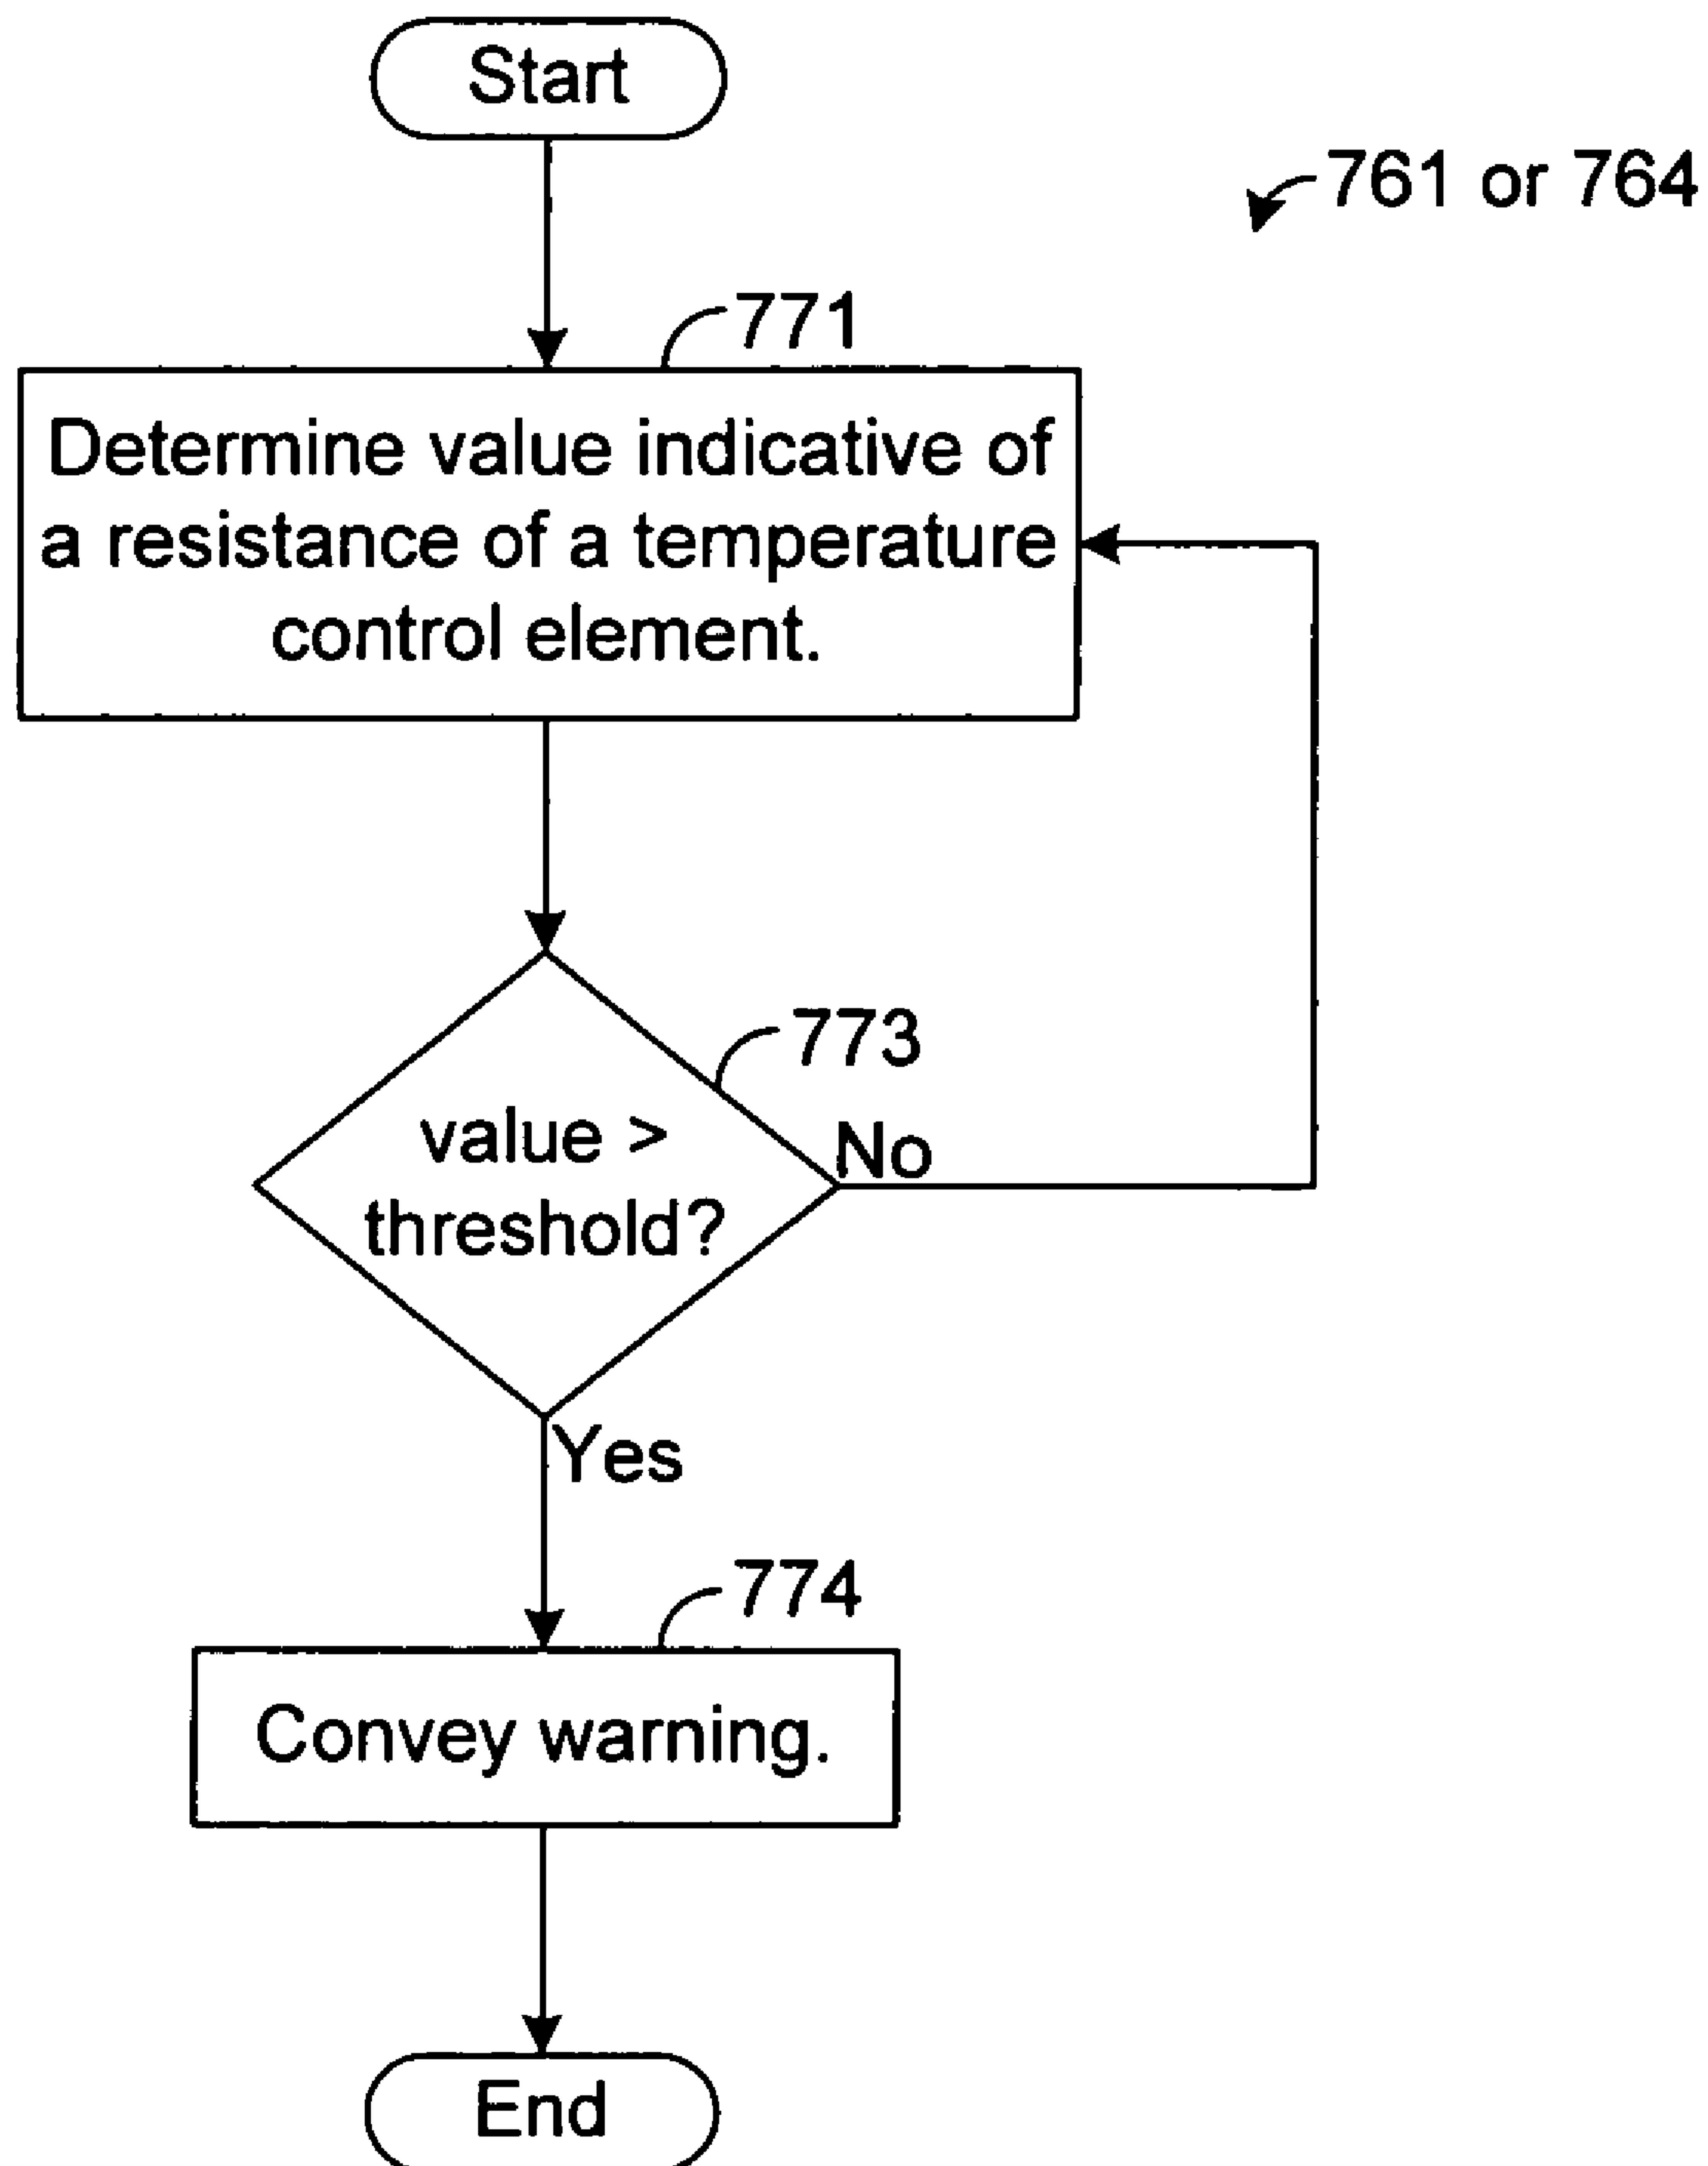 Start
761 or 764
771
Determine value indicative of
a resistance of a temperature
control element.
773
value >
threshold?
No
Yes
774
Convey warning.
End